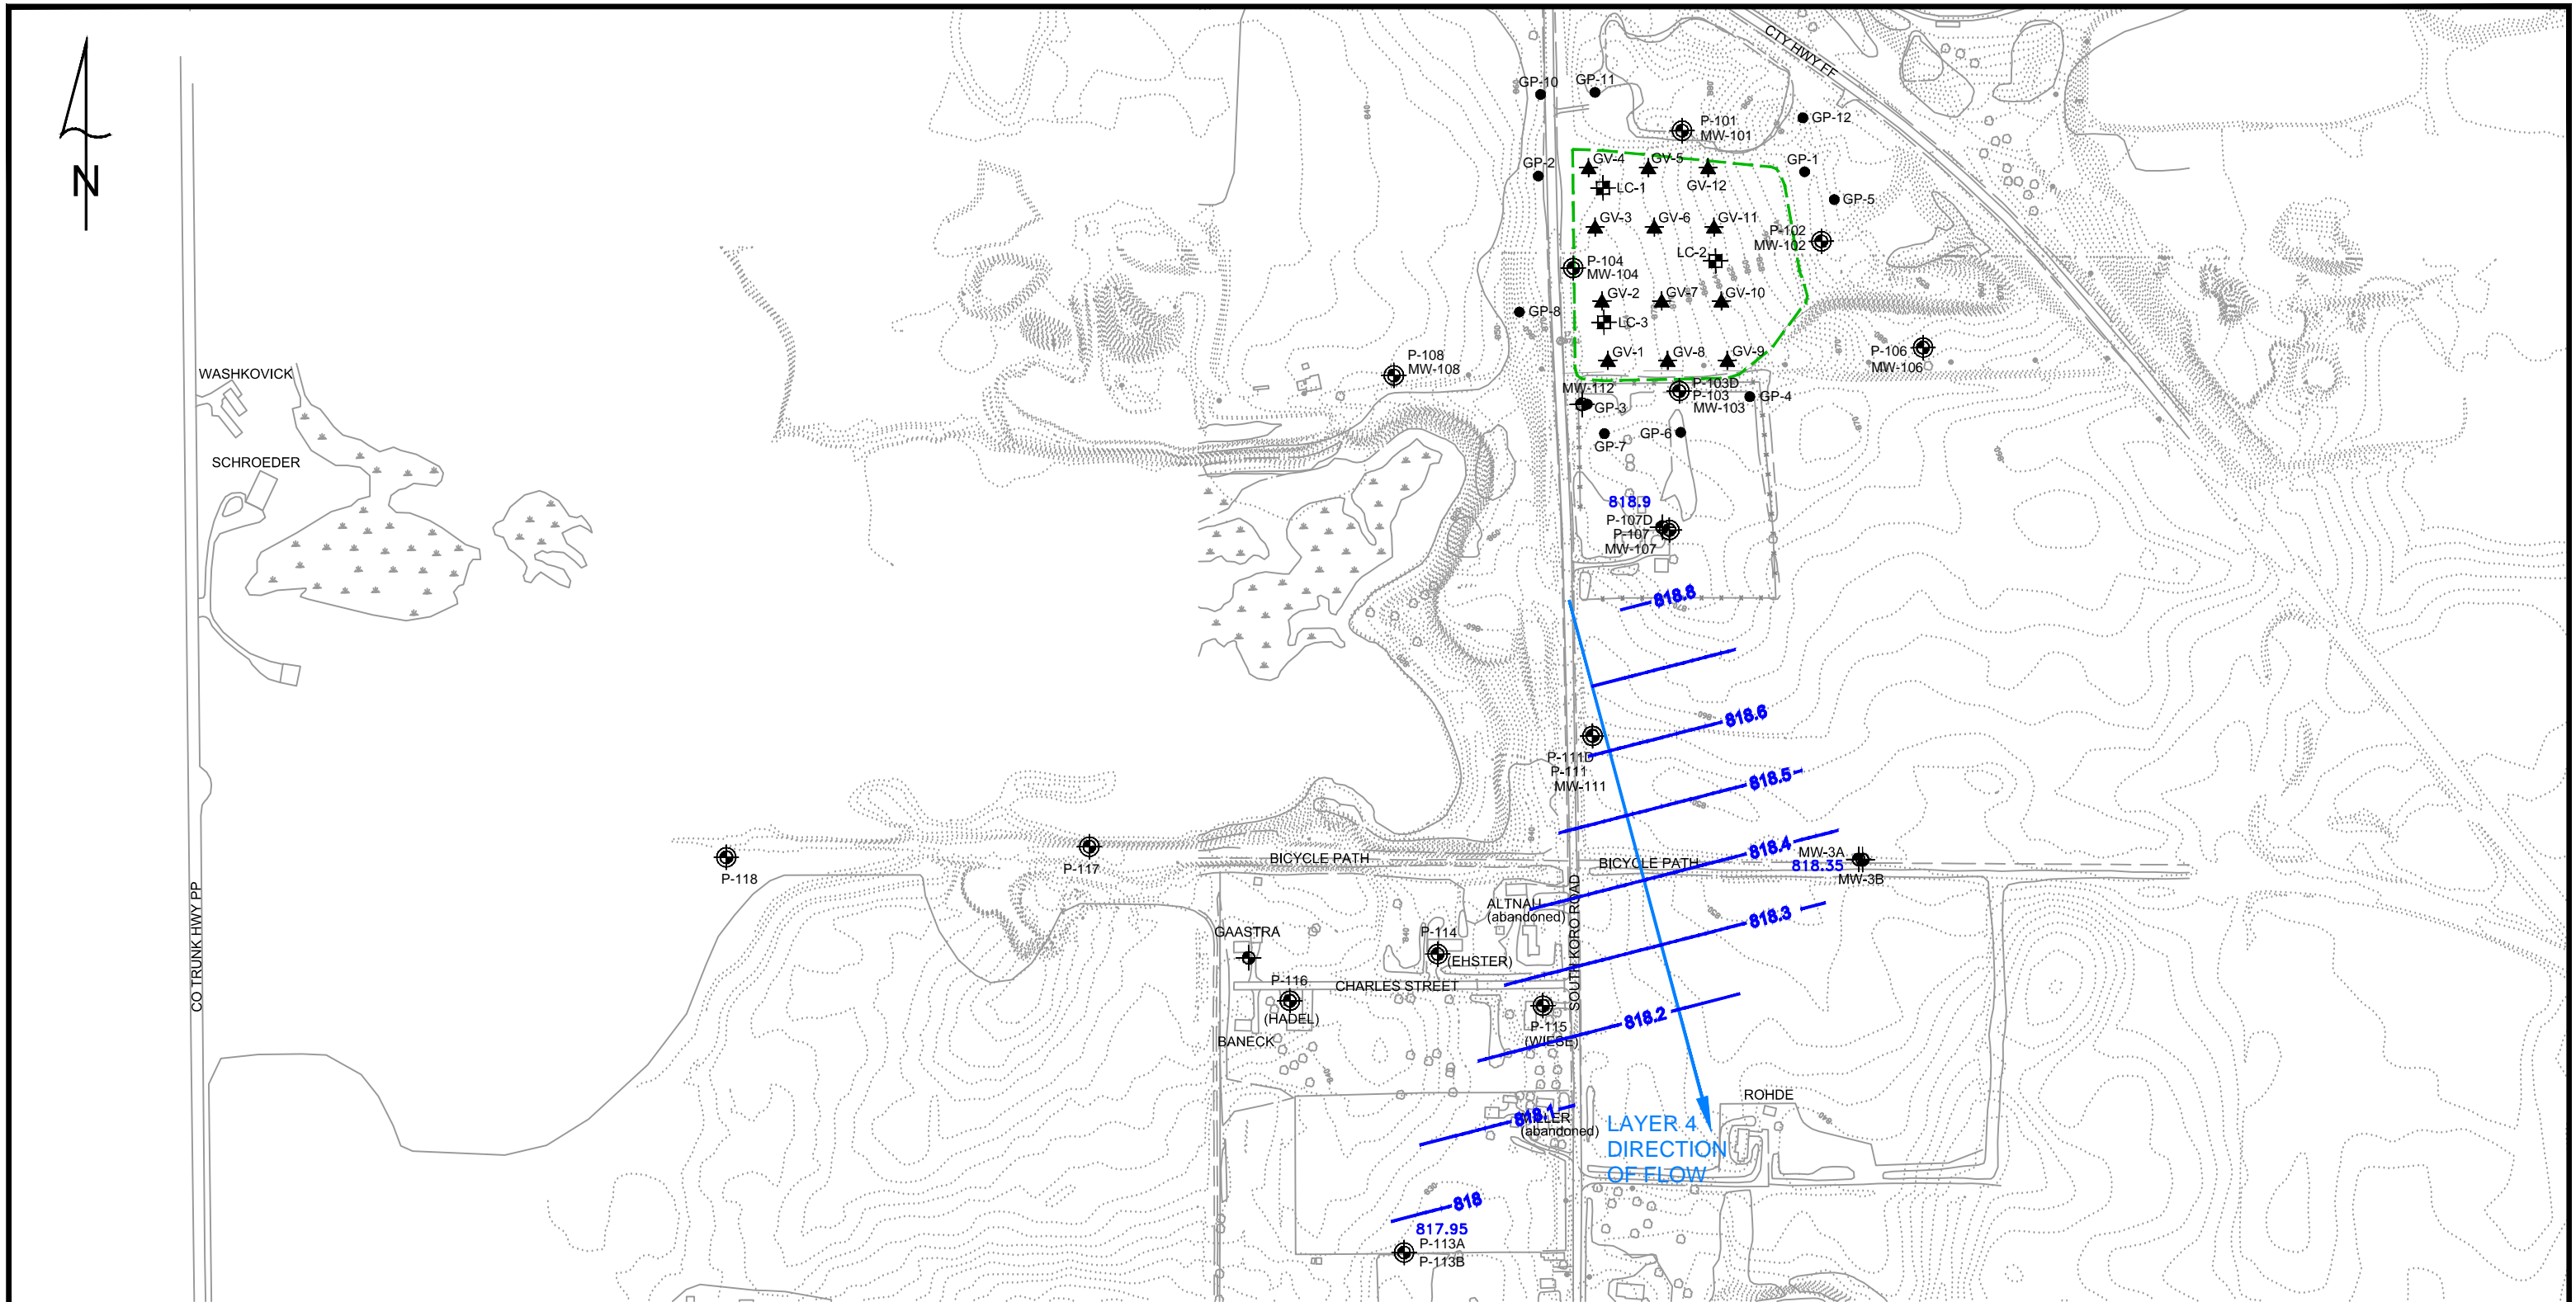 N
CTY HWY FF
GP-10
GP-11
P-101
MW-101
GP-12
GP-2
GV-4
GV-5
GV-12
GP-1
LC-1
GP-5
GV-3
GV-6
GV-11
P-102
MW-102
LC-2
P-104
MW-104
GV-2
GV-7
GV-10
GP-8
LC-3
P-108
MW-108
GV-1
GV-8
GV-9
P-106
MW-106
WASHKOVICK
MW-112
GP-3
P-103D
P-103
MW-103
GP-4
GP-7
GP-6
SCHROEDER
818.9
P-107D
P-107
MW-107
818.8
818.6
P-111D
P-111
MW-111
818.5
818.4
BICYCLE PATH
BICYCLE PATH
MW-3A
818.35
MW-3B
P-118
P-117
CO TRUNK HWY PP
ALTNAU
(abandoned)
SOUTH KORO ROAD
818.3
GAASTRA
P-114
(EHSTER)
P-116
(HADEL)
CHARLES STREET
P-115
(WIESE)
818.2
BANECK
ROHDE
818.1
(abandoned)
LAYER 4
DIRECTION
OF FLOW
818
817.95
P-113A
P-113B